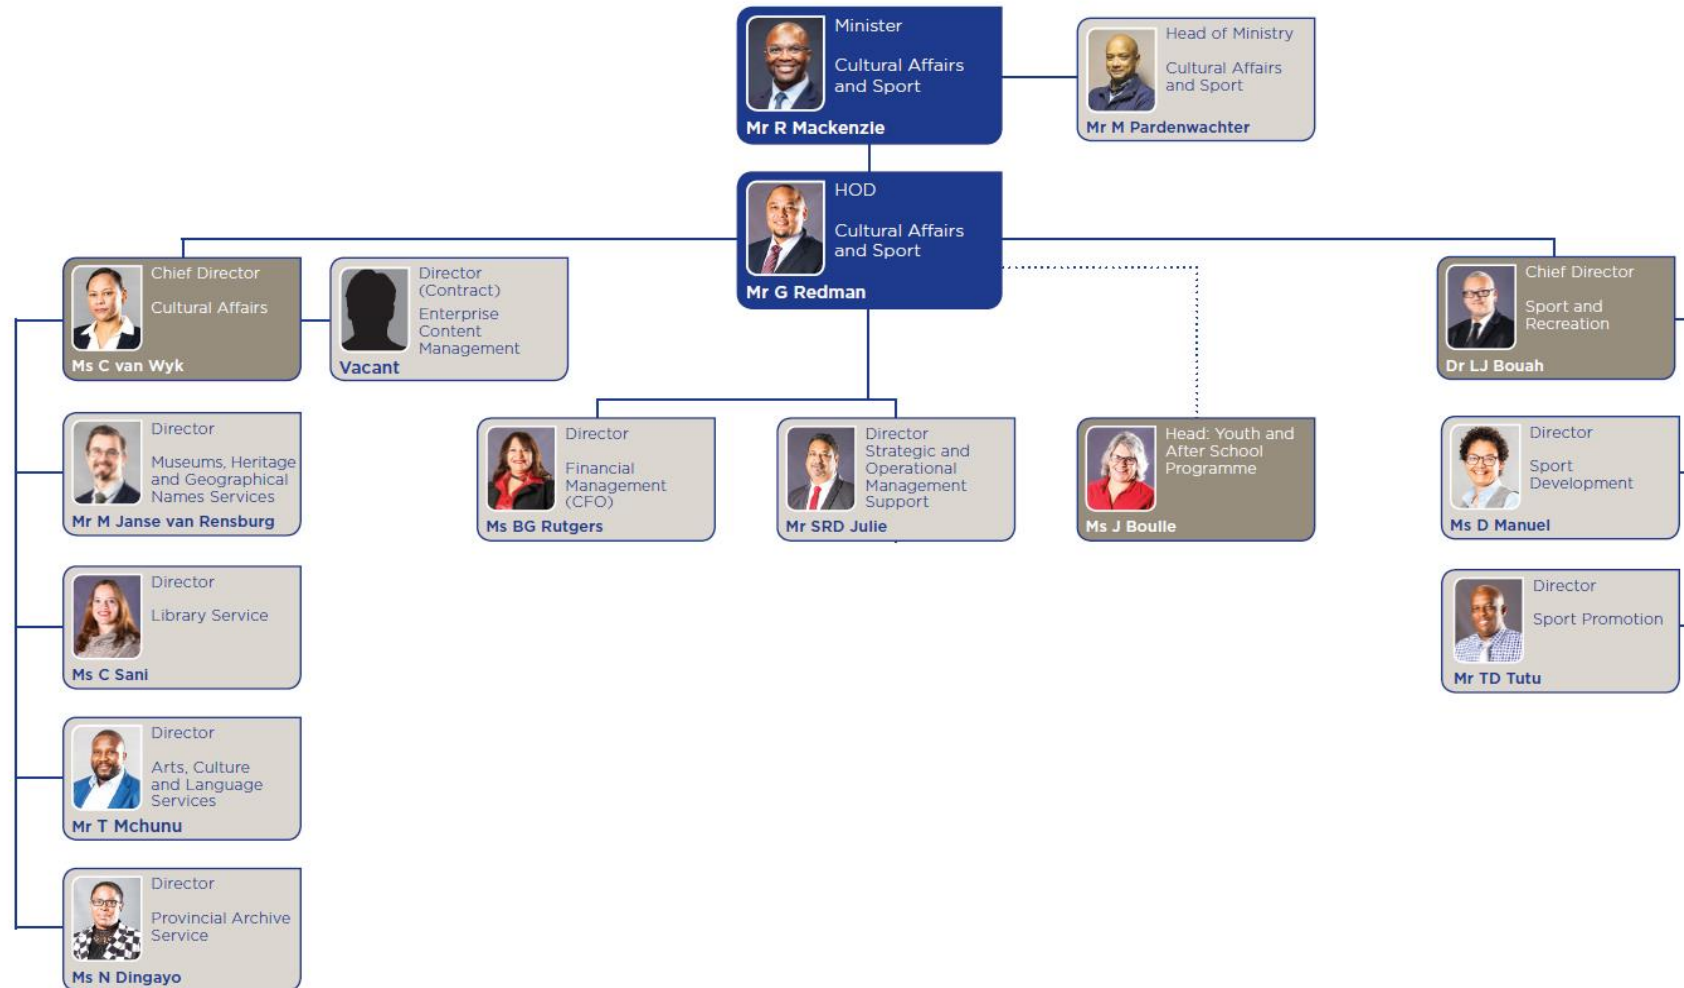 Minister
Cultural Affairs
and Sport
Mr R Mackenzie
Head of Ministry
Cultural Affairs
and Sport
Mr M Pardenwachter
HOD
Cultural Affairs
and Sport
Mr G Redman
Chief Director
Cultural Affairs
Ms C van Wyk
Director
(Contract)
Enterprise
Content
Management
Vacant
Chief Director
Sport and
Recreation
Dr LJ Bouah
Director
Museums, Heritage
and Geographical
Names Services
Mr M Janse van Rensburg
Director
Financial
Management
(CFO)
Ms BG Rutgers
Director
Strategic and
Operational
Management
Support
Mr SRD Julie
Head: Youth and
After School
Programme
Ms J Boulle
Director
Sport
Development
Ms D Manuel
Director
Library Service
Ms C Sani
Director
Sport Promotion
Mr TD Tutu
Director
Arts, Culture
and Language
Services
Mr T Mchunu
Director
Provincial Archive
Service
Ms N Dingayo